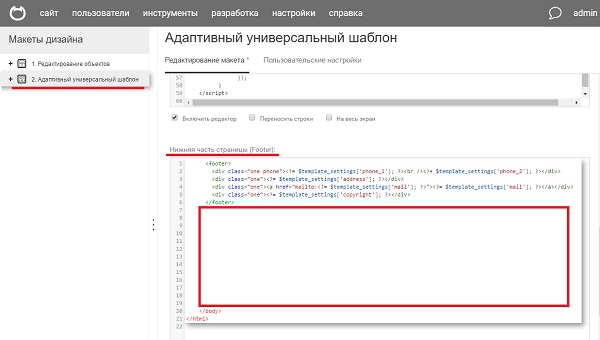 сайт пользователи инструменты разработка настройки справка admin
Макеты дизайна
1. Редактирование объектов
2. Адаптивный универсальный шаблон
Адаптивный универсальный шаблон
Редактирование макета * Пользовательские настройки
57 });
58 }
59 </script>
60
Включить редактор Переносить строки На весь экран
Нижняя часть страницы (Footer):
1 <footer>
2 <div class="one phone"><?= $template_settings['phone_1']; ?><br /><?= $template_settings['phone_2']; ?></div>
3 <div class="one"><?= $template_settings['address']; ?></div>
4 <div class="one"><a href="mailto:<?= $template_settings['mail']; ?>"><?= $template_settings['mail']; ?></a></div>
5 <div class="one"><?= $template_settings['copyright']; ?></div>
6 </footer>
7
8
9
10
11
12
13
14
15
16
17
18
19
20 </body>
21 </html>
22